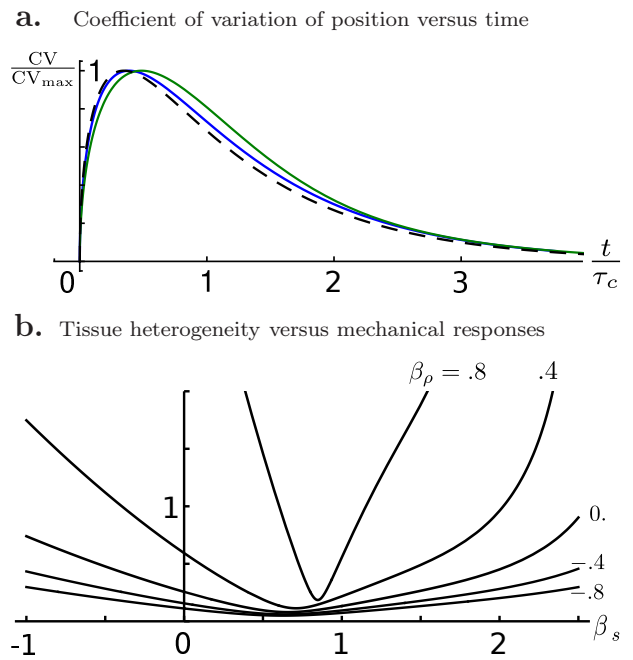 a. Coefficient of variation of position versus time
CV
CVmax
1
t
τc
0 1 2 3
b. Tissue heterogeneity versus mechanical responses
βρ = .8 .4
1
0.
−.4
−.8
βs
-1 0 1 2